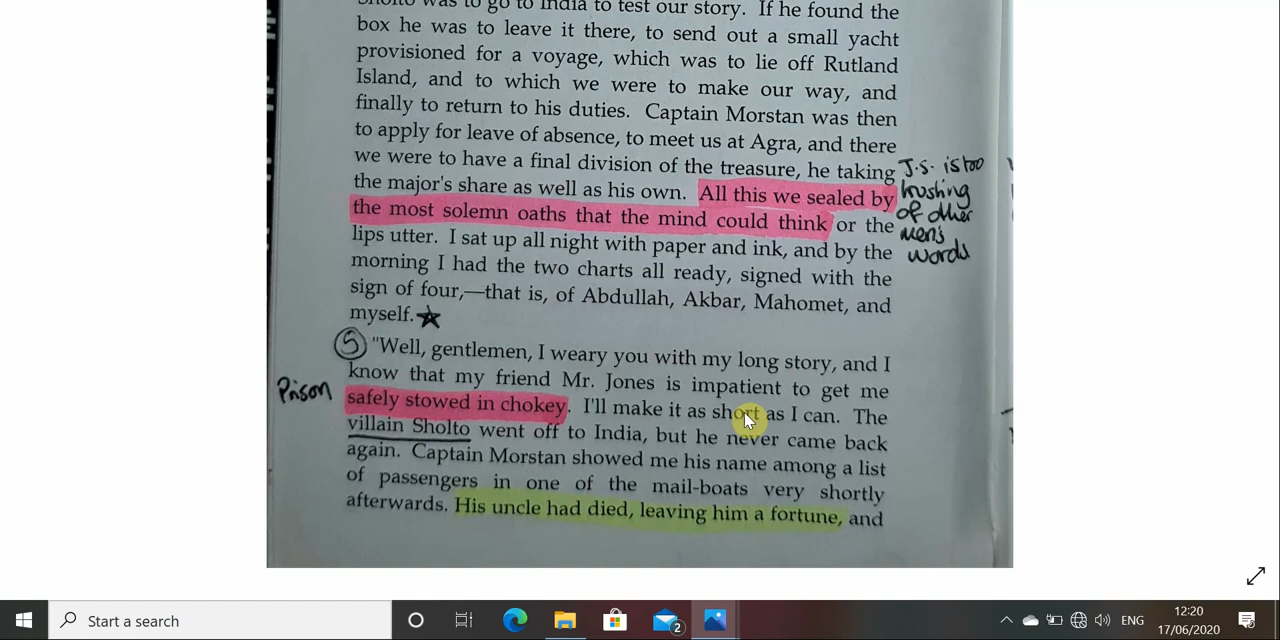 Sholto was to go to India to test our story. If he found the
box he was to leave it there, to send out a small yacht
provisioned for a voyage, which was to lie off Rutland
Island, and to which we were to make our way, and
finally to return to his duties. Captain Morstan was then
to apply for leave of absence, to meet us at Agra, and there
we were to have a final division of the treasure, he taking
the major's share as well as his own. All this we sealed by
the most solemn oaths that the mind could think or the
lips utter. I sat up all night with paper and ink, and by the
morning I had the two charts all ready, signed with the
sign of four,—that is, of Abdullah, Akbar, Mahomet, and
myself.
J.S. is too
trusting
of other
men's
words
5 "Well, gentlemen, I weary you with my long story, and I
know that my friend Mr. Jones is impatient to get me
Prison
safely stowed in chokey. I'll make it as short as I can. The
villain Sholto went off to India, but he never came back
again. Captain Morstan showed me his name among a list
of passengers in one of the mail-boats very shortly
afterwards. His uncle had died, leaving him a fortune, and
Start a search
2
ENG
12:20
17/06/2020